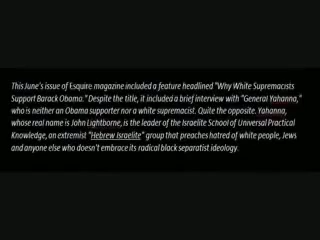 This June's issue of Esquire magazine included a feature headlined "Why White Supremacists
Support Barack Obama." Despite the title, it included a brief interview with "General Yahanna,"
who is neither an Obama supporter nor a white supremacist. Quite the opposite. Yahanna,
whose real name is John Lightborne, is the leader of the Israelite School of Universal Practical
Knowledge, an extremist "Hebrew Israelite" group that preaches hatred of white people, Jews
and anyone else who doesn't embrace its radical black separatist ideology.